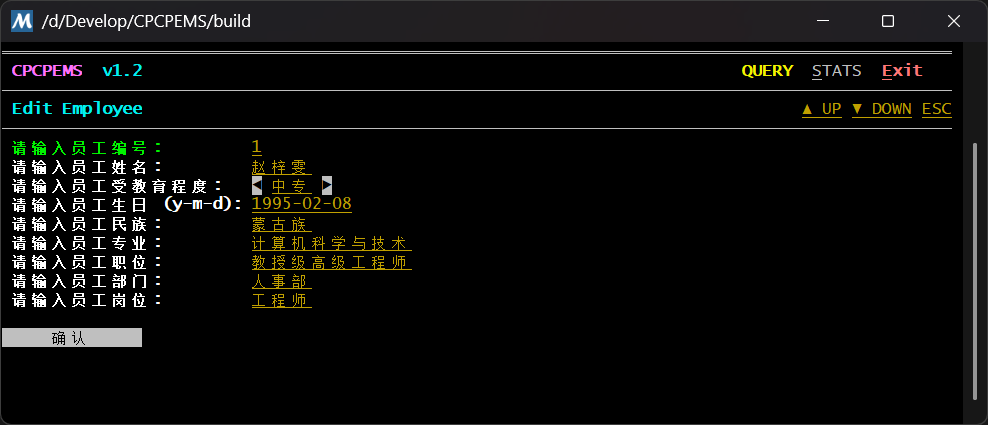 /d/Develop/CPCPEMS/build
CPCPEMS v1.2 QUERY STATS Exit
Edit Employee ▲ UP ▼ DOWN ESC
请输入员工编号： 1
请输入员工姓名： 赵梓雯
请输入员工受教育程度： < 中专 >
请输入员工生日 (y-m-d): 1995-02-08
请输入员工民族： 蒙古族
请输入员工专业： 计算机科学与技术
请输入员工职位： 教授级高级工程师
请输入员工部门： 人事部
请输入员工岗位： 工程师
确认